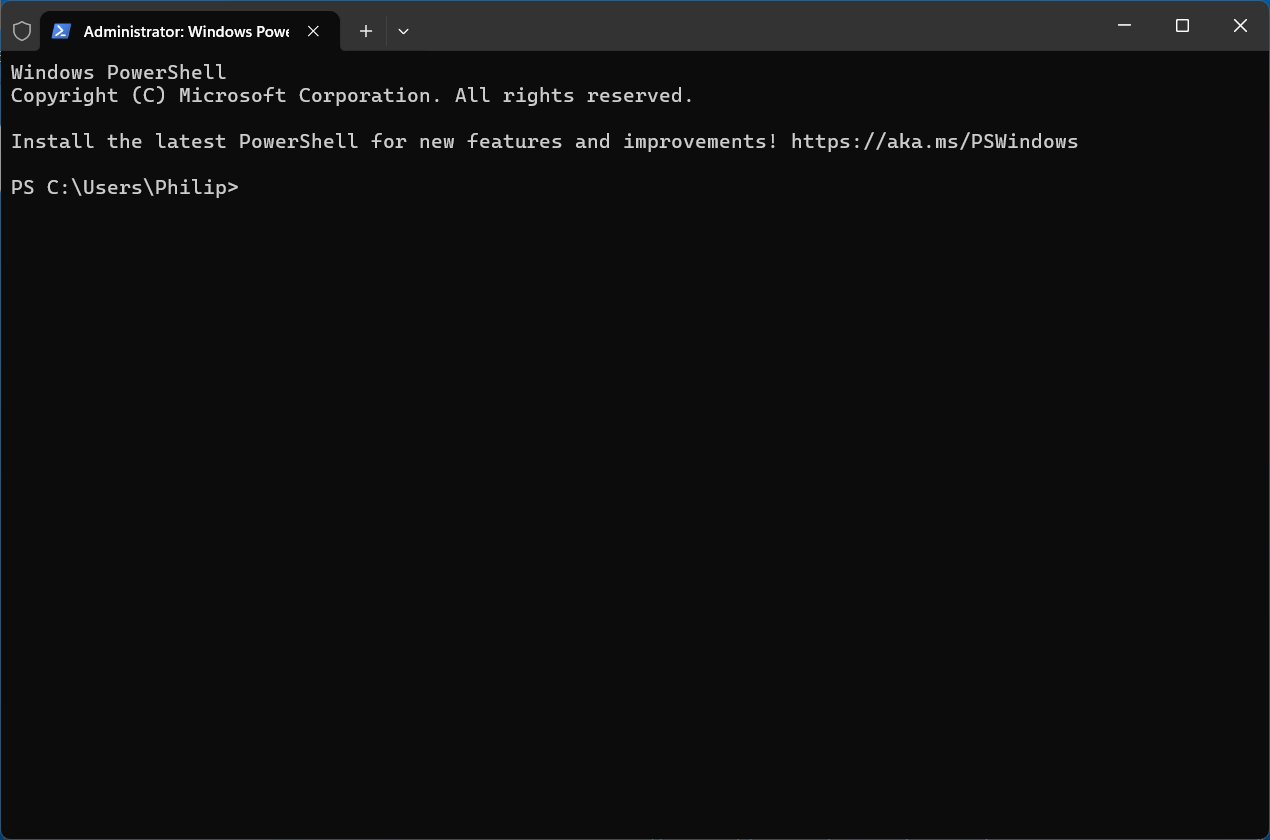 Administrator: Windows Powe
Windows PowerShell
Copyright (C) Microsoft Corporation. All rights reserved.
Install the latest PowerShell for new features and improvements! https://aka.ms/PSWindows
PS C:\Users\Philip>